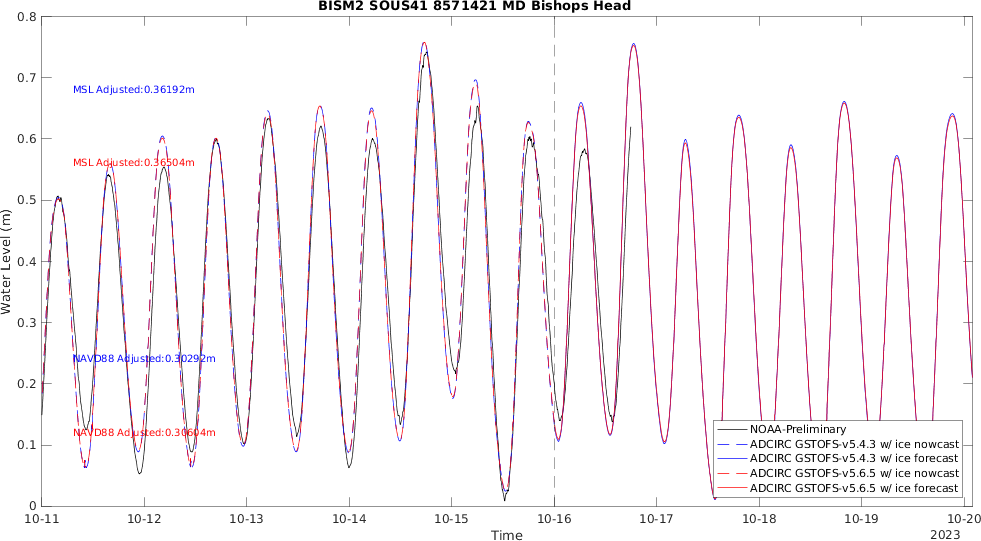 BISM2 SOUS41 8571421 MD Bishops Head
Water Level (m)
0.8
0.7
0.6
0.5
0.4
0.3
0.2
0.1
0
MSL Adjusted:0.36192m
MSL Adjusted:0.36504m
NAVD88 Adjusted:0.30292m
NAVD88 Adjusted:0.30604m
NOAA-Preliminary
ADCIRC GSTOFS-v5.4.3 w/ ice nowcast
ADCIRC GSTOFS-v5.4.3 w/ ice forecast
ADCIRC GSTOFS-v5.6.5 w/ ice nowcast
ADCIRC GSTOFS-v5.6.5 w/ ice forecast
10-11 10-12 10-13 10-14 10-15 10-16 10-17 10-18 10-19 10-20
Time
2023